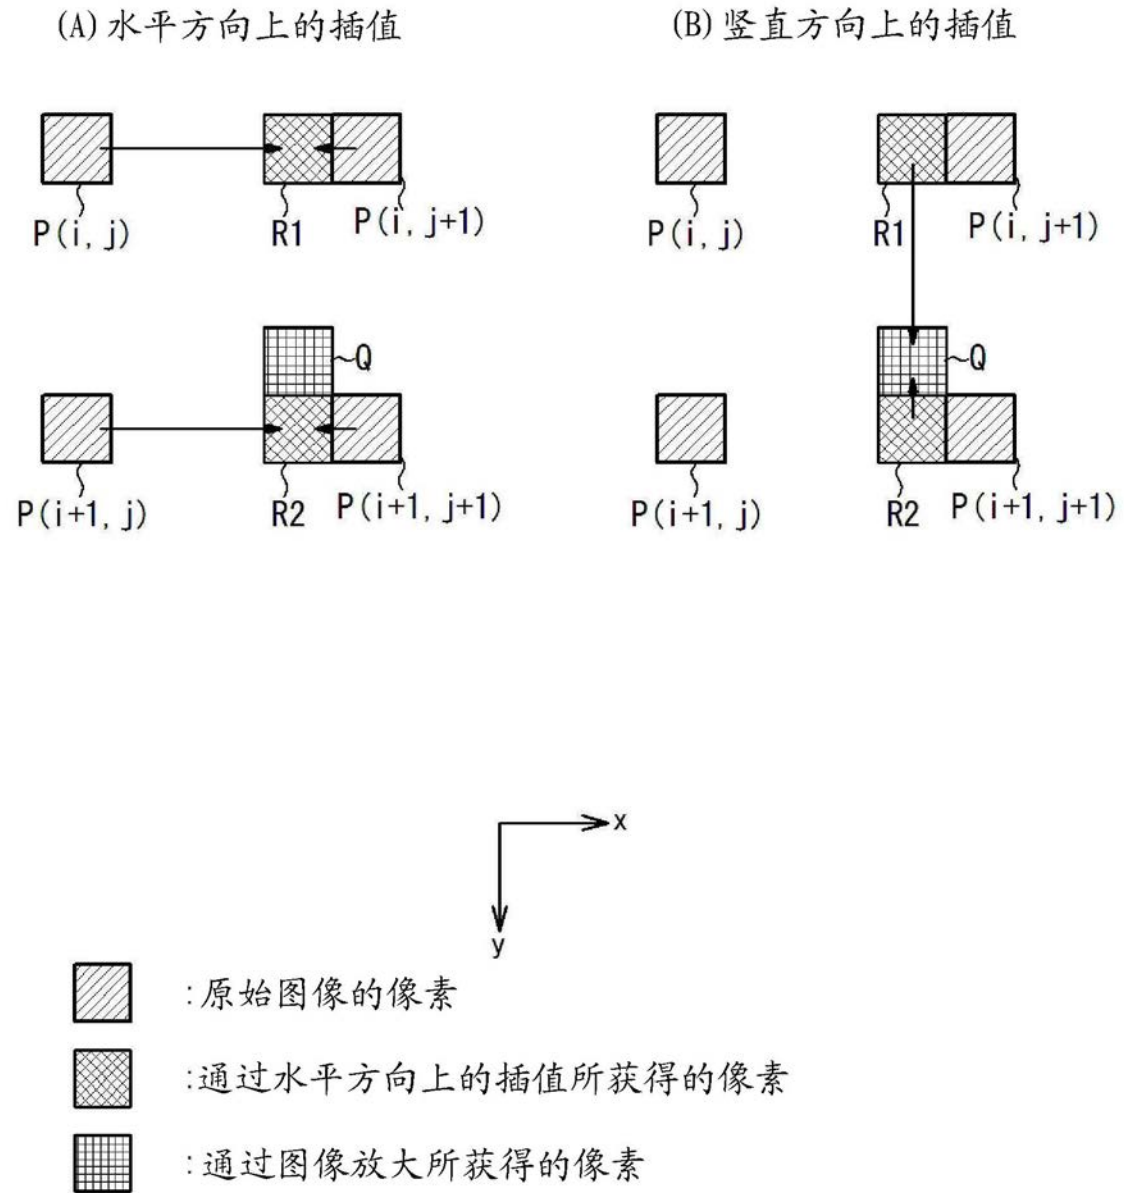 (A) 水平方向上的插值
(B) 竖直方向上的插值
P(i, j)
R1
P(i, j+1)
Q
P(i+1, j)
R2
P(i+1, j+1)
P(i, j)
R1
P(i, j+1)
Q
P(i+1, j)
R2
P(i+1, j+1)
x
y
:原始图像的像素
:通过水平方向上的插值所获得的像素
:通过图像放大所获得的像素